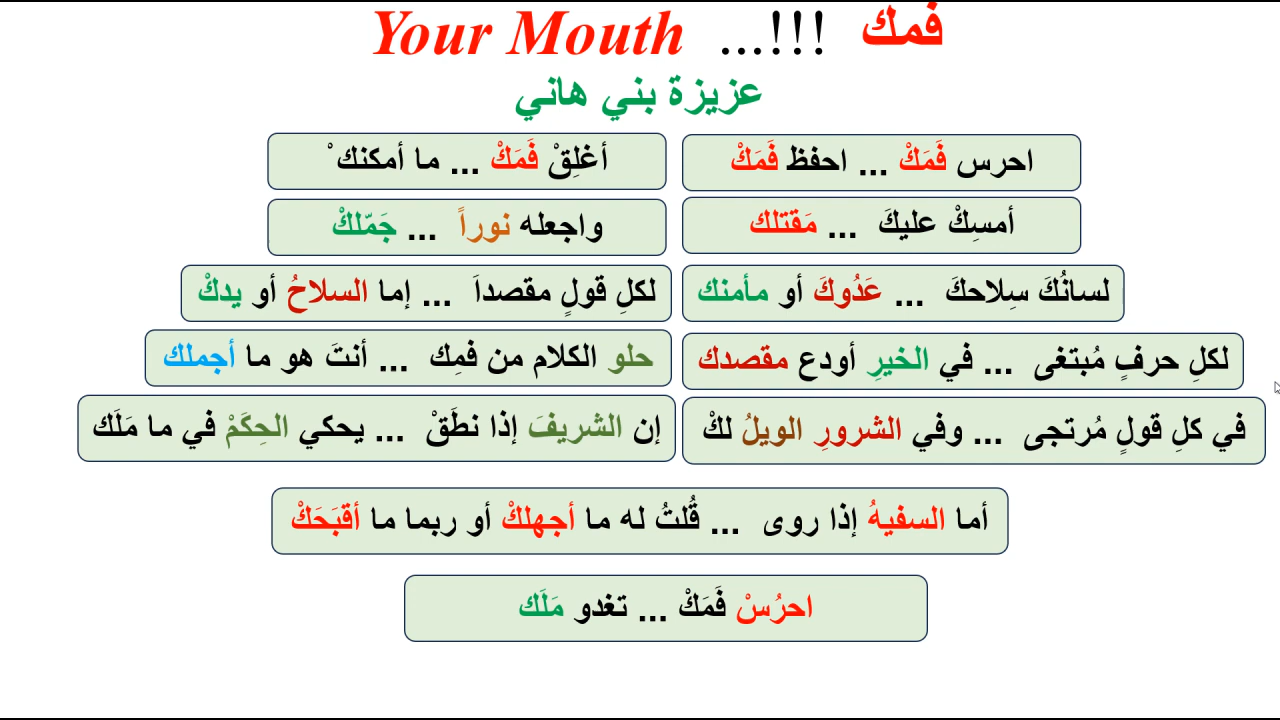 فمك !!!... Your Mouth
عزيزة بني هاني
احرس فَمَكْ ... احفظ فَمَكْ
أغلِقْ فَمَكْ ... ما أمكنك ْ
أمسِكْ عليكَ ... مَقتلك
واجعله نوراً ... جَمّلكْ
لسانُكَ سِلاحكَ ... عَدُوكَ أو مأمنك
لكلِ قولٍ مقصداَ ... إما السلاحُ أو يدكْ
لكلِ حرفٍ مُبتغى ... في الخيرِ أودع مقصدك
حلو الكلام من فمِك ... أنتَ هو ما أجملك
في كلِ قولٍ مُرتجى ... وفي الشرورِ الويلُ لكْ
إن الشريفَ إذا نطَقْ ... يحكي الحِكَمْ في ما مَلَك
أما السفيهُ إذا روى ... قُلتُ له ما أجهلكْ أو ربما ما أقبَحَكْ
احرُسْ فَمَكْ ... تغدو مَلَك